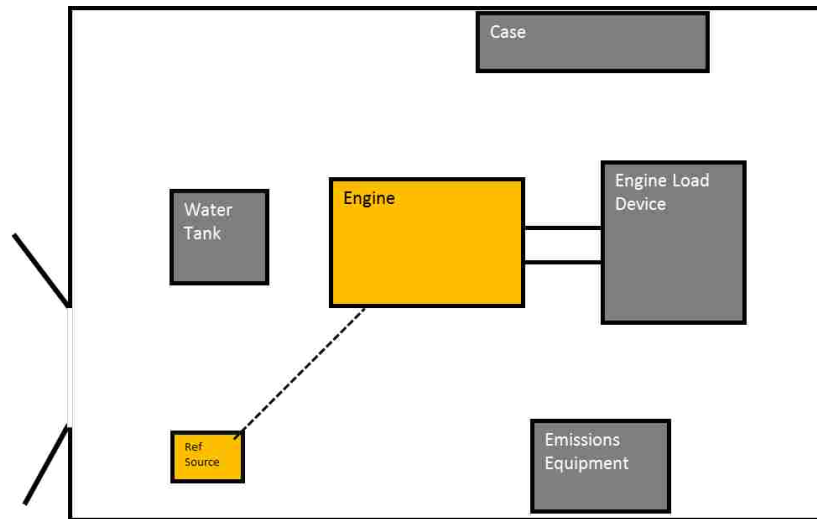 Case
Engine Load
Device
Engine
Water
Tank
Ref
Source
Emissions
Equipment